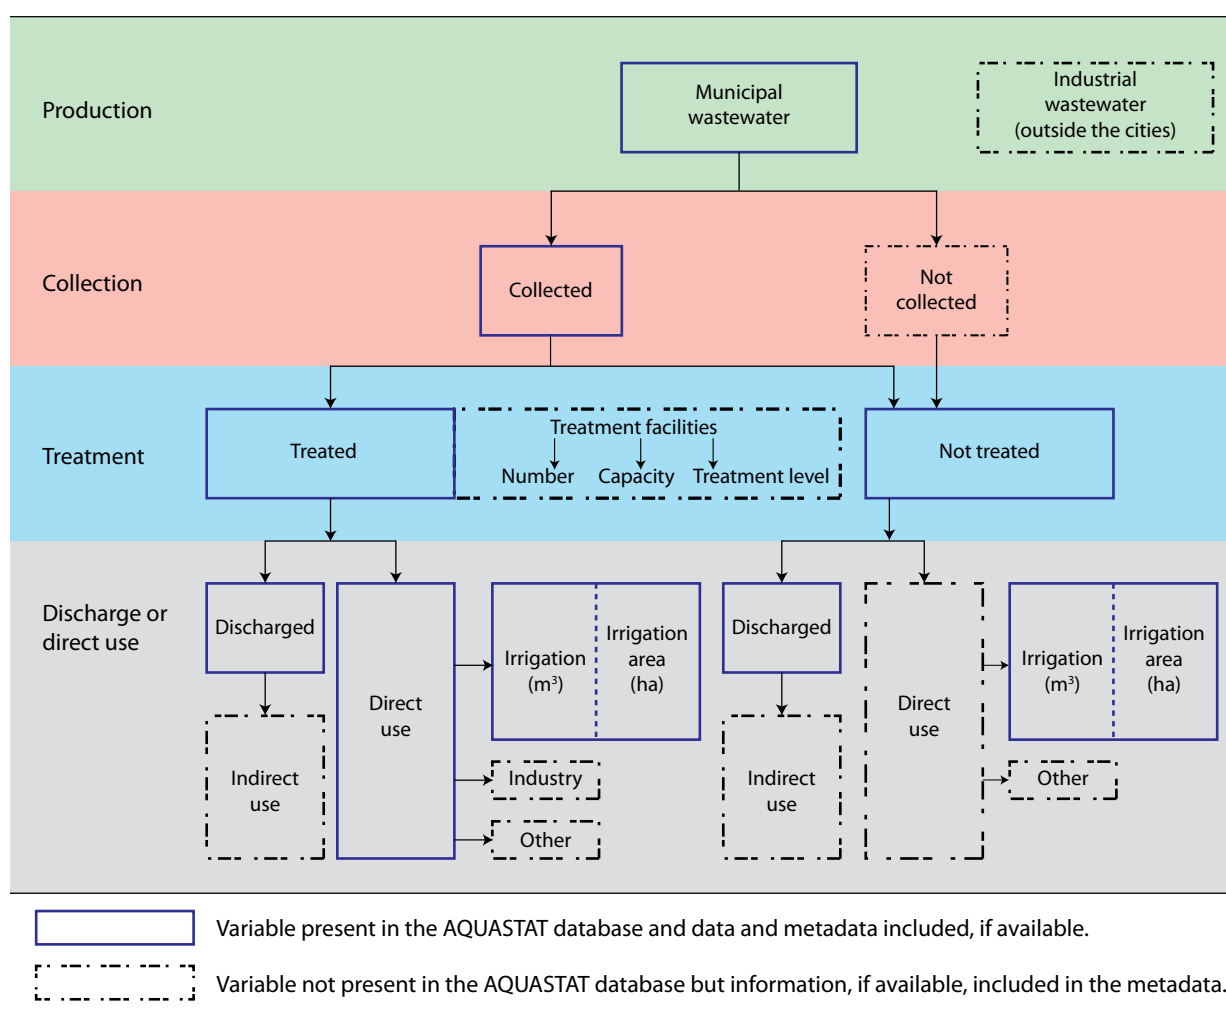 Production
Municipal
wastewater
Industrial
wastewater
(outside the cities)
Collection
Collected
Not
collected
Treatment
Treated
Treatment facilities
Number Capacity Treatment level
Not treated
Discharge or
direct use
Discharged
Direct
use
Irrigation
(m³)
Irrigation
area
(ha)
Indirect
use
Industry
Other
Discharged
Direct
use
Irrigation
(m³)
Irrigation
area
(ha)
Indirect
use
Other
Variable present in the AQUASTAT database and data and metadata included, if available.
Variable not present in the AQUASTAT database but information, if available, included in the metadata.